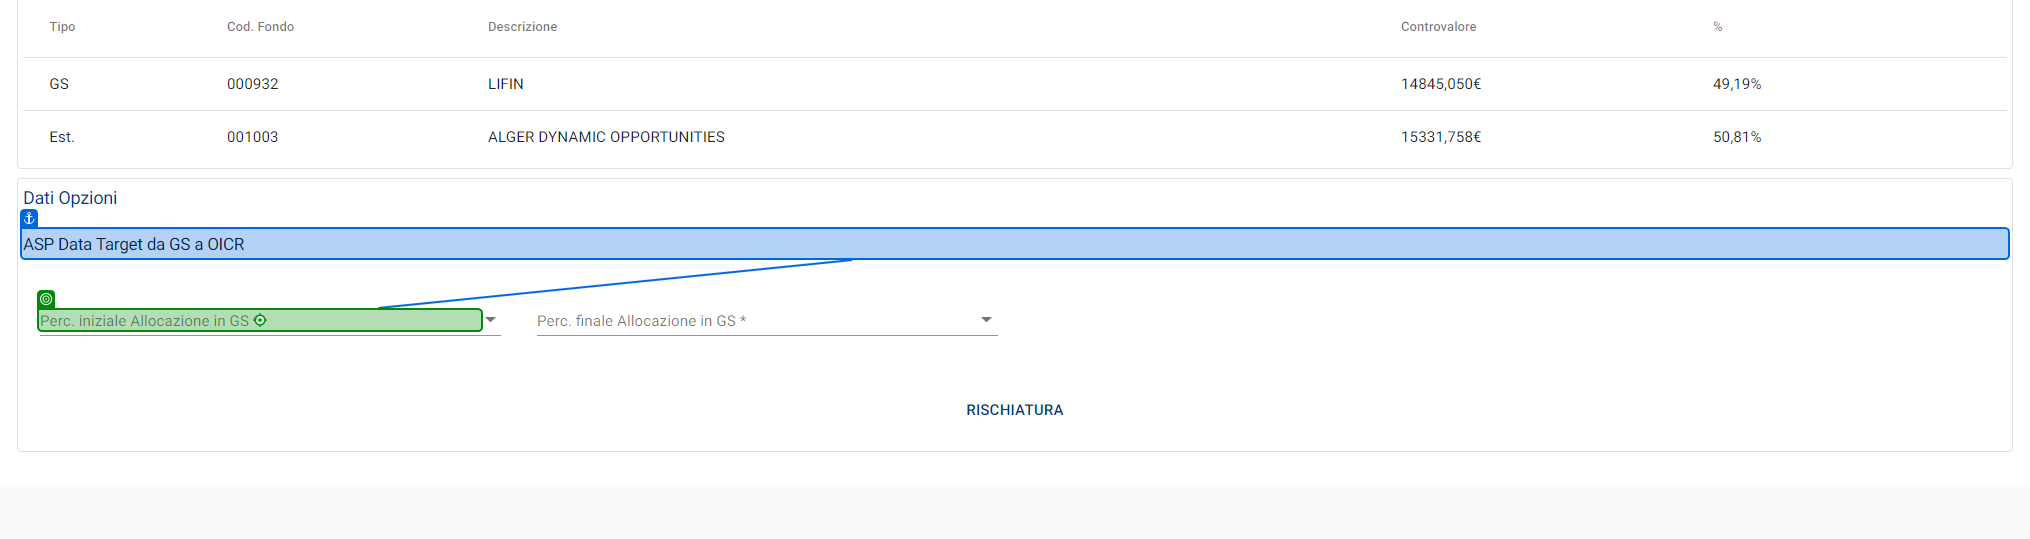 Tipo Cod. Fondo Descrizione Controvalore %
GS 000932 LIFIN 14845,050€ 49,19%
Est. 001003 ALGER DYNAMIC OPPORTUNITIES 15331,758€ 50,81%
Dati Opzioni
ASP Data Target da GS a OICR
Perc. iniziale Allocazione in GS Perc. finale Allocazione in GS *
RISCHIATURA